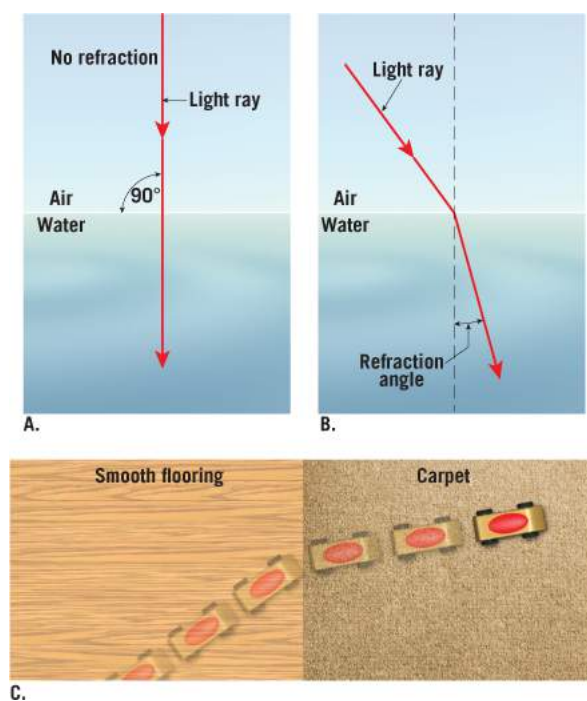 No refraction
Light ray
90°
Air
Water
A.
Light ray
Air
Water
Refraction
angle
B.
Smooth flooring
Carpet
C.